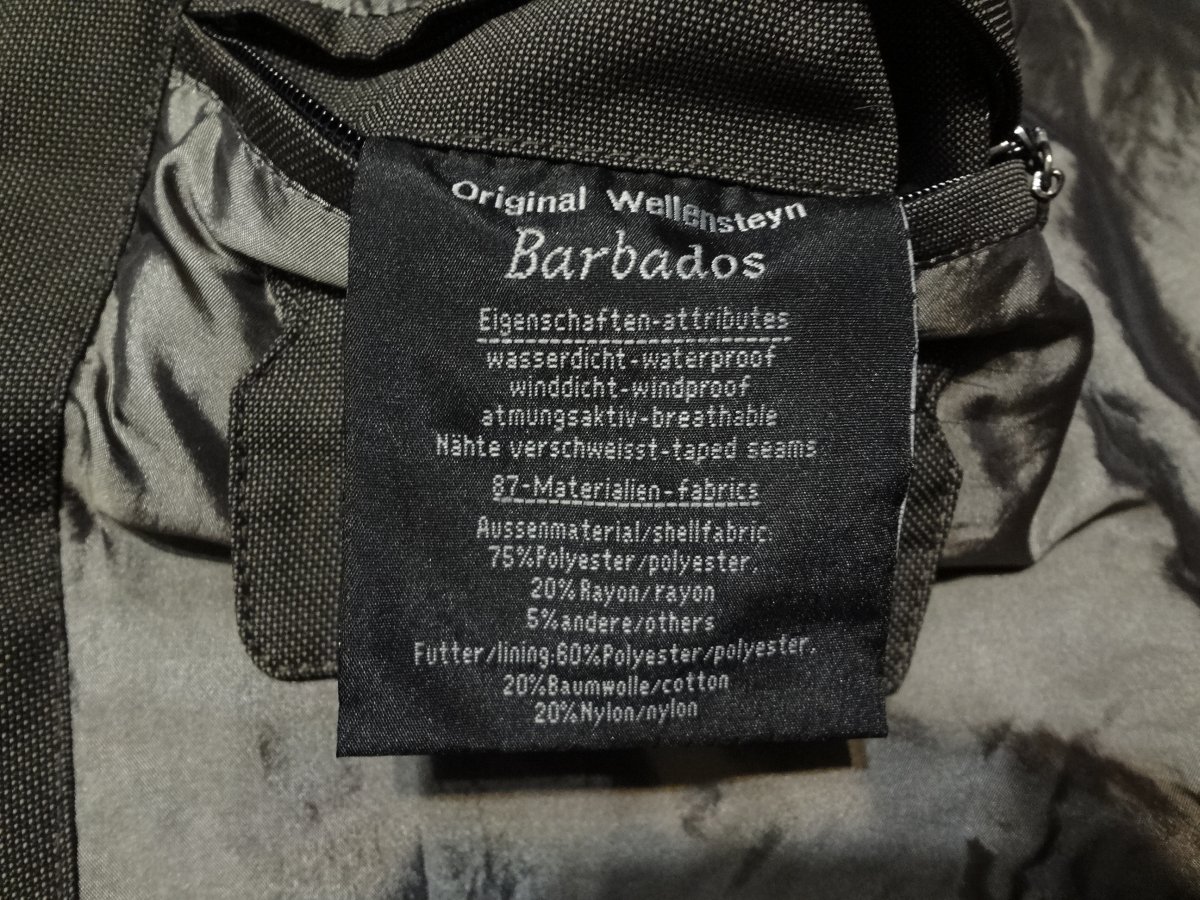 Original Wellensteyn
Barbados
Eigenschaften-attributes
wasserdicht-waterproof
winddicht-windproof
atmungsaktiv-breathable
Nähte verschweisst-taped seams
87-Materialien-fabrics
Aussenmaterial/shellfabric:
75%Polyester/polyester,
20%Rayon/rayon
5%andere/others
Futter/lining:60%Polyester/polyester,
20%Baumwolle/cotton
20%Nylon/nylon